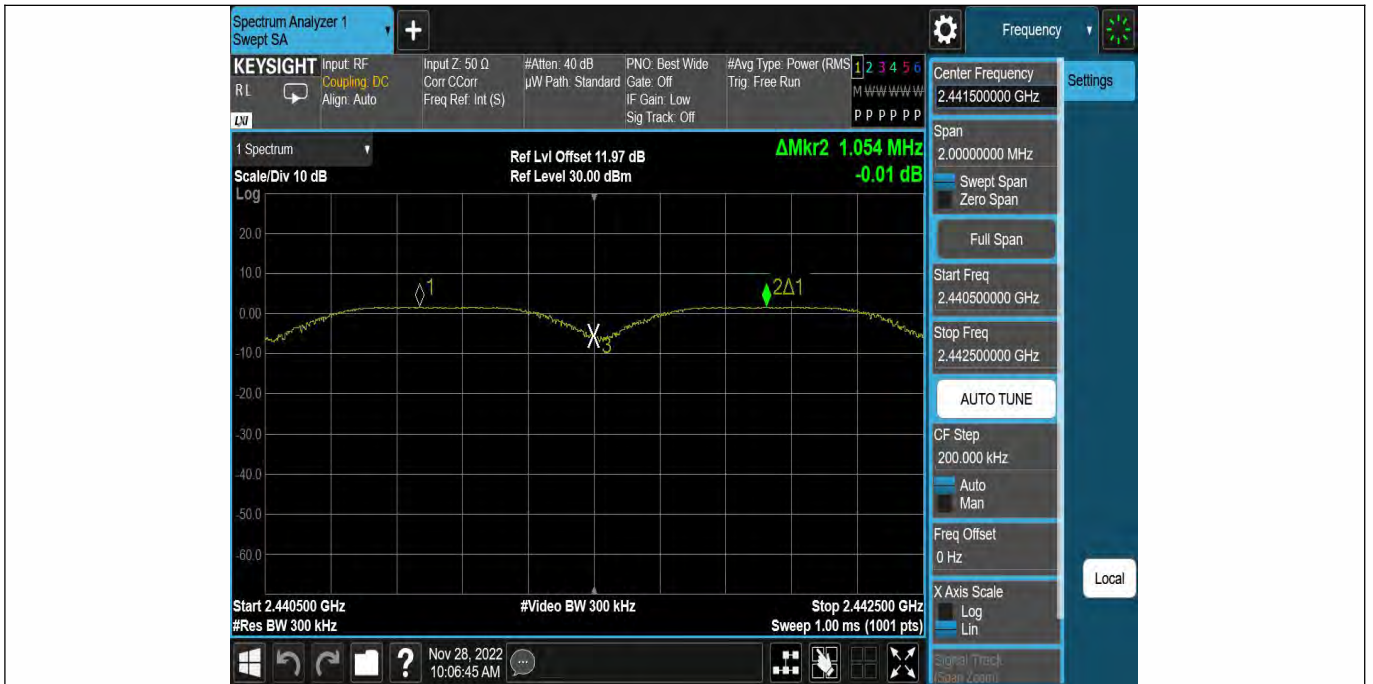 Spectrum Analyzer 1
Swept SA
+
Frequency
KEYSIGHT
RL
LXI
Input: RF
Coupling: DC
Align: Auto
Input Z: 50 Ω
Corr CCorr
Freq Ref: Int (S)
#Atten: 40 dB
µW Path: Standard
PNO: Best Wide
Gate: Off
IF Gain: Low
Sig Track: Off
#Avg Type: Power (RMS
Trig: Free Run
1 2 3 4 5 6
M W W W W W
P P P P P P
1 Spectrum
Scale/Div 10 dB
Log
Ref Lvl Offset 11.97 dB
Ref Level 30.00 dBm
ΔMkr2 1.054 MHz
-0.01 dB
20.0
10.0
0.00
-10.0
-20.0
-30.0
-40.0
-50.0
-60.0
1
2Δ1
X3
Start 2.440500 GHz
#Res BW 300 kHz
#Video BW 300 kHz
Stop 2.442500 GHz
Sweep 1.00 ms (1001 pts)
Center Frequency
2.441500000 GHz
Settings
Span
2.00000000 MHz
Swept Span
Zero Span
Full Span
Start Freq
2.440500000 GHz
Stop Freq
2.442500000 GHz
AUTO TUNE
CF Step
200.000 kHz
Auto
Man
Freq Offset
0 Hz
X Axis Scale
Log
Lin
Signal Track
(Span Zoom)
Local
?
Nov 28, 2022
10:06:45 AM